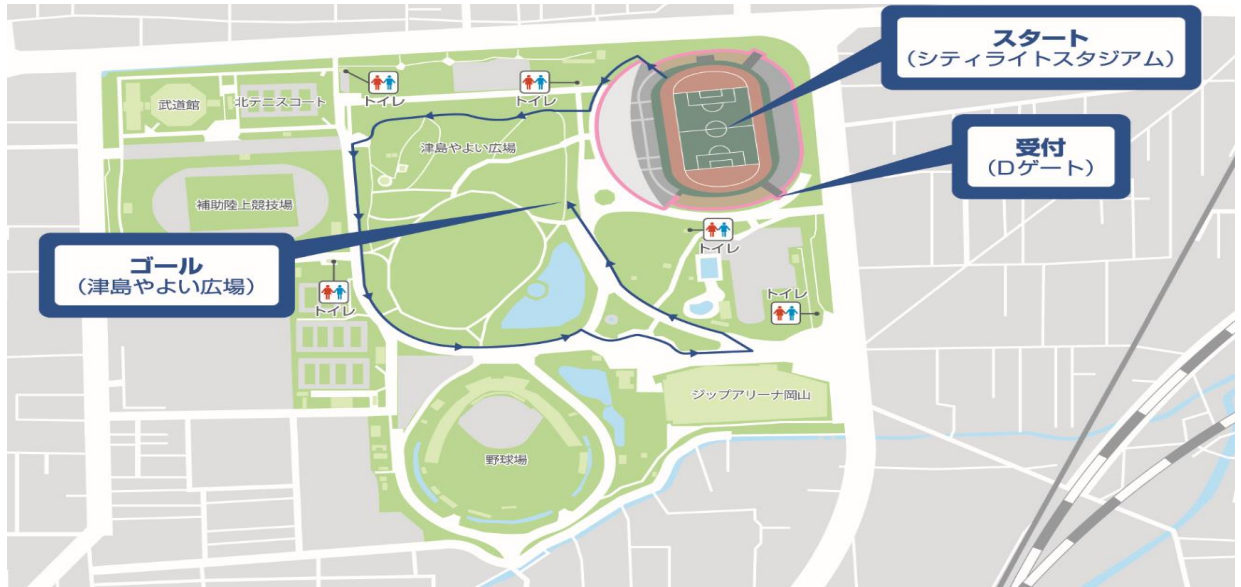 スタート
(シティライトスタジアム)
武道館
北テニスコート
トイレ
トイレ
津島やよい広場
受付
(Dゲート)
補助陸上競技場
トイレ
ゴール
(津島やよい広場)
トイレ
トイレ
ジップアリーナ岡山
野球場